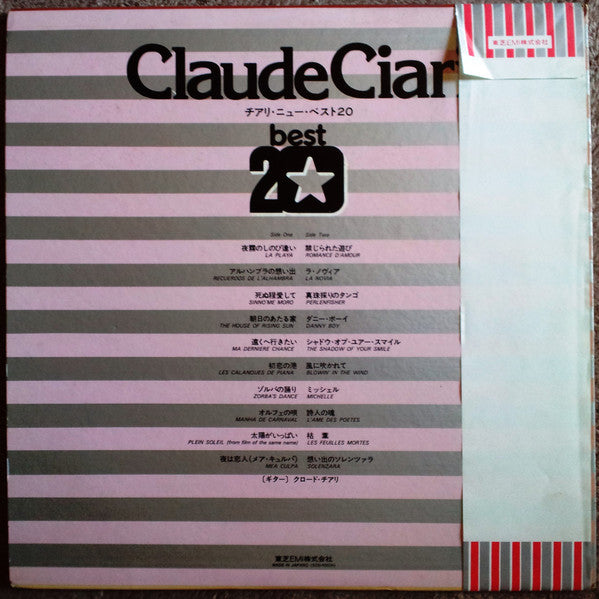 東芝EMI株式会社
Claude Ciar
チアリ・ニュー・ベスト20
best
20
Side One
Side Two
夜霧のしのび逢い
LA PLAYA
禁じられた遊び
ROMANCE D'AMOUR
アルハンブラの想い出
RECUERDOS DE L'ALHAMBRA
ラ・ノヴィア
LA NOVIA
死ぬ程愛して
SINNO'ME MORO
真珠採りのタンゴ
PERLENFISHER
朝日のあたる家
THE HOUSE OF RISING SUN
ダニー・ボーイ
DANNY BOY
遠くへ行きたい
MA DERNIERE CHANCE
シャドウ・オブ・ユアー・スマイル
THE SHADOW OF YOUR SMILE
初恋の港
LES CALANQUES DE PIANA
風に吹かれて
BLOWIN' IN THE WIND
ゾルバの踊り
ZORBA'S DANCE
ミッシェル
MICHELLE
オルフェの唄
MANHA DE CARNAVAL
詩人の魂
L'AME DES POETES
太陽がいっぱい
PLEIN SOLEIL (from film of the same name)
枯葉
LES FEUILLES MORTES
夜は恋人(メア・キュルパ)
MEA CULPA
想い出のソレンツァラ
SOLENZARA
〔ギター〕クロード・チアリ
東芝EMI株式会社
MADE IN JAPAN